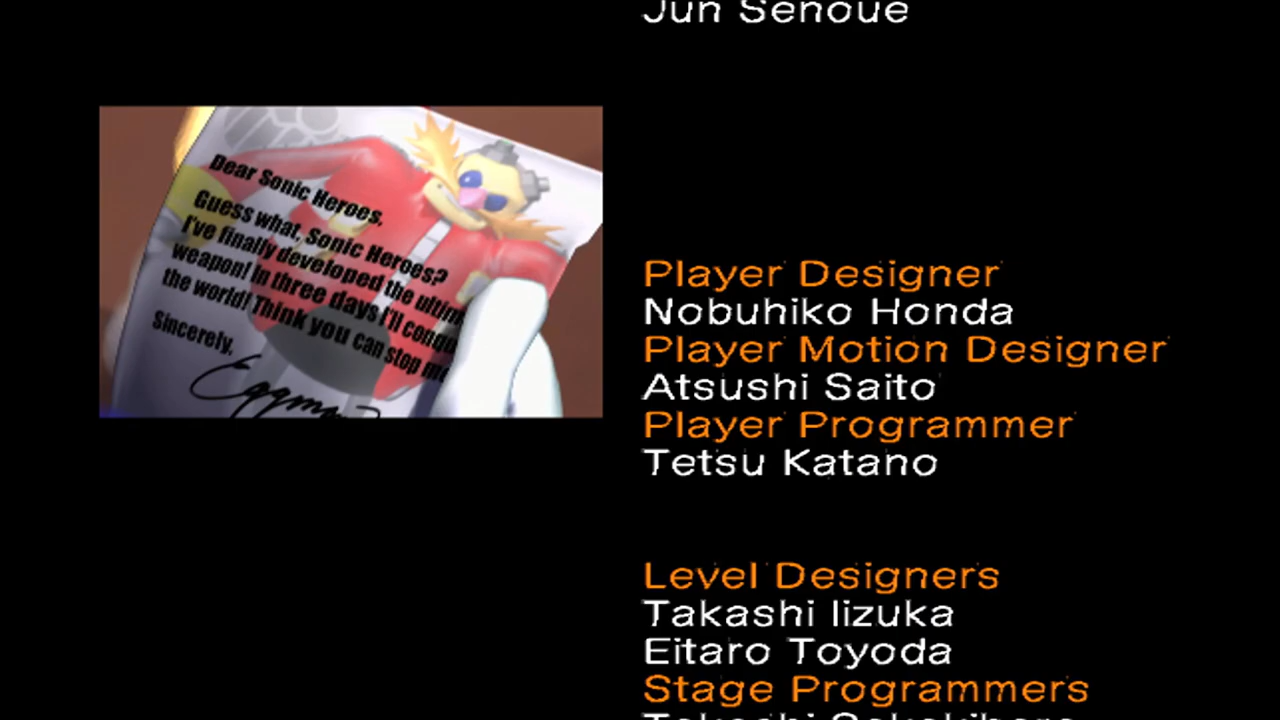 Jun Senoue
Dear Sonic Heroes,
Guess what, Sonic Heroes?
I've finally developed the
weapon! In three days I'll
the world! Think you can stop
Sincerely,
Eggman
Player Designer
Nobuhiko Honda
Player Motion Designer
Atsushi Saito
Player Programmer
Tetsu Katano
Level Designers
Takashi Iizuka
Eitaro Toyoda
Stage Programmers